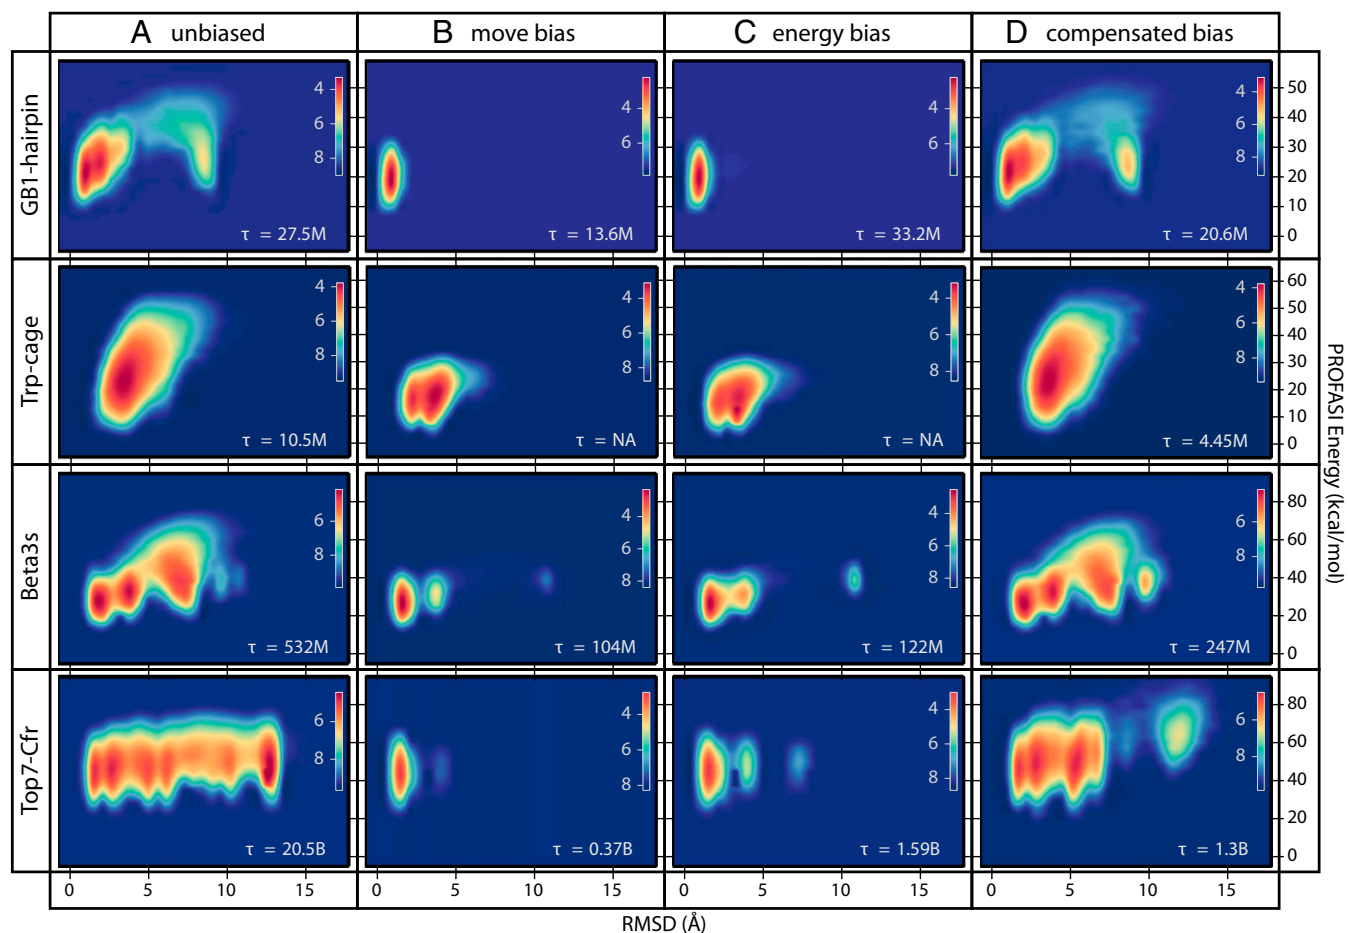 A unbiased
B move bias
C energy bias
D compensated bias
GB1-hairpin
4
6
8
τ = 27.5M
4
6
τ = 13.6M
4
6
τ = 33.2M
4
6
8
τ = 20.6M
50
40
30
20
10
0
Trp-cage
4
6
8
τ = 10.5M
4
6
8
τ = NA
4
6
8
τ = NA
4
6
8
τ = 4.45M
60
50
40
30
20
10
0
PROFASI Energy (kcal/mol)
Beta3s
6
8
τ = 532M
4
6
8
τ = 104M
4
6
8
τ = 122M
6
8
τ = 247M
80
60
40
20
0
Top7-Cfr
6
8
τ = 20.5B
4
6
8
τ = 0.37B
4
6
8
τ = 1.59B
6
8
τ = 1.3B
80
60
40
20
0
0 5 10 15
0 5 10 15
0 5 10 15
0 5 10 15
RMSD (Å)